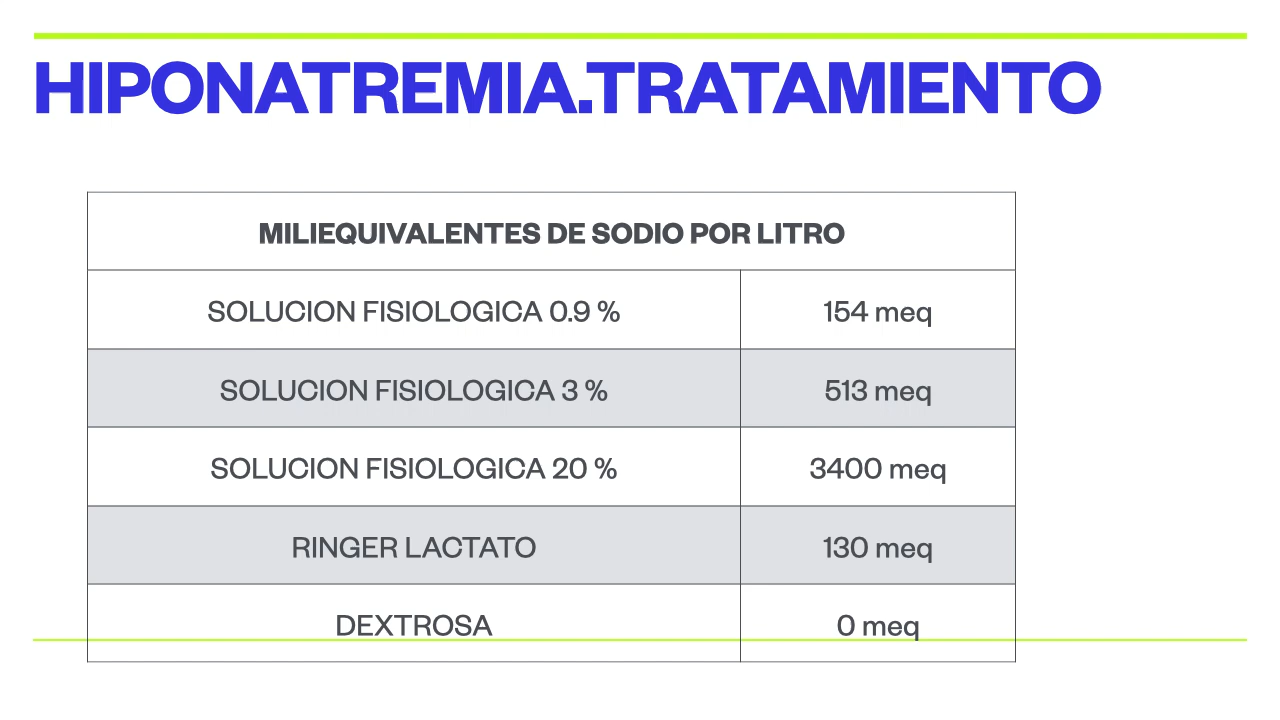 HIPONATREMIA.TRATAMIENTO
MILIEQUIVALENTES DE SODIO POR LITRO
SOLUCION FISIOLOGICA 0.9 % 154 meq
SOLUCION FISIOLOGICA 3 % 513 meq
SOLUCION FISIOLOGICA 20 % 3400 meq
RINGER LACTATO 130 meq
DEXTROSA 0 meq